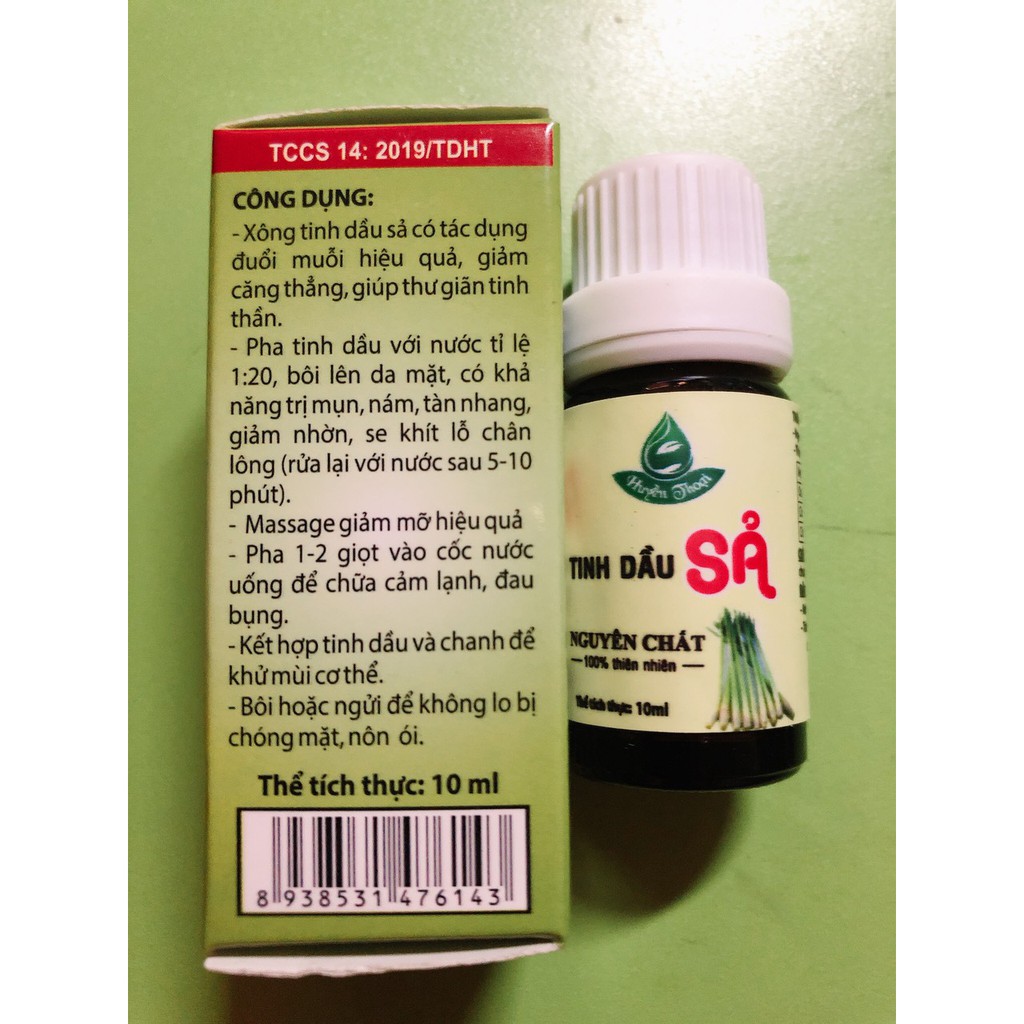 TCCS 14: 2019/TDHT
CÔNG DỤNG:
- Xông tinh dầu sả có tác dụng
đuổi muỗi hiệu quả, giảm
căng thẳng, giúp thư giãn tinh
thần.
- Pha tinh dầu với nước tỉ lệ
1:20, bôi lên da mặt, có khả
năng trị mụn, nám, tàn nhang,
giảm nhờn, se khít lỗ chân
lông (rửa lại với nước sau 5-10
phút).
- Massage giảm mỡ hiệu quả
- Pha 1-2 giọt vào cốc nước
uống để chữa cảm lạnh, đau
bụng.
- Kết hợp tinh dầu và chanh để
khử mùi cơ thể.
- Bôi hoặc ngửi để không lo bị
chóng mặt, nôn ói.
Thể tích thực: 10 ml
8 938531 476143
Huyền Thoại
TINH DẦU SẢ
NGUYÊN CHẤT
100% thiên nhiên
Thể tích thực: 10ml